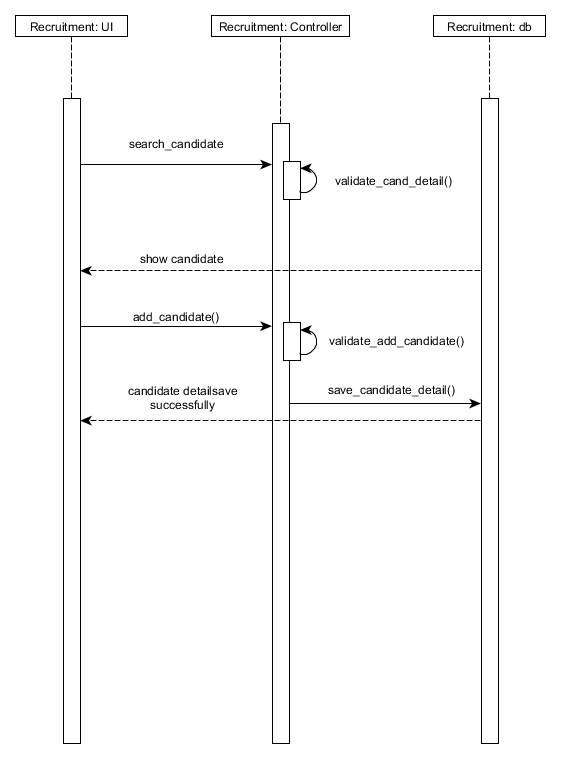 Recruitment: UI
Recruitment: Controller
Recruitment: db
search_candidate
validate_cand_detail()
show candidate
add_candidate()
validate_add_candidate()
candidate detailsave
successfully
save_candidate_detail()